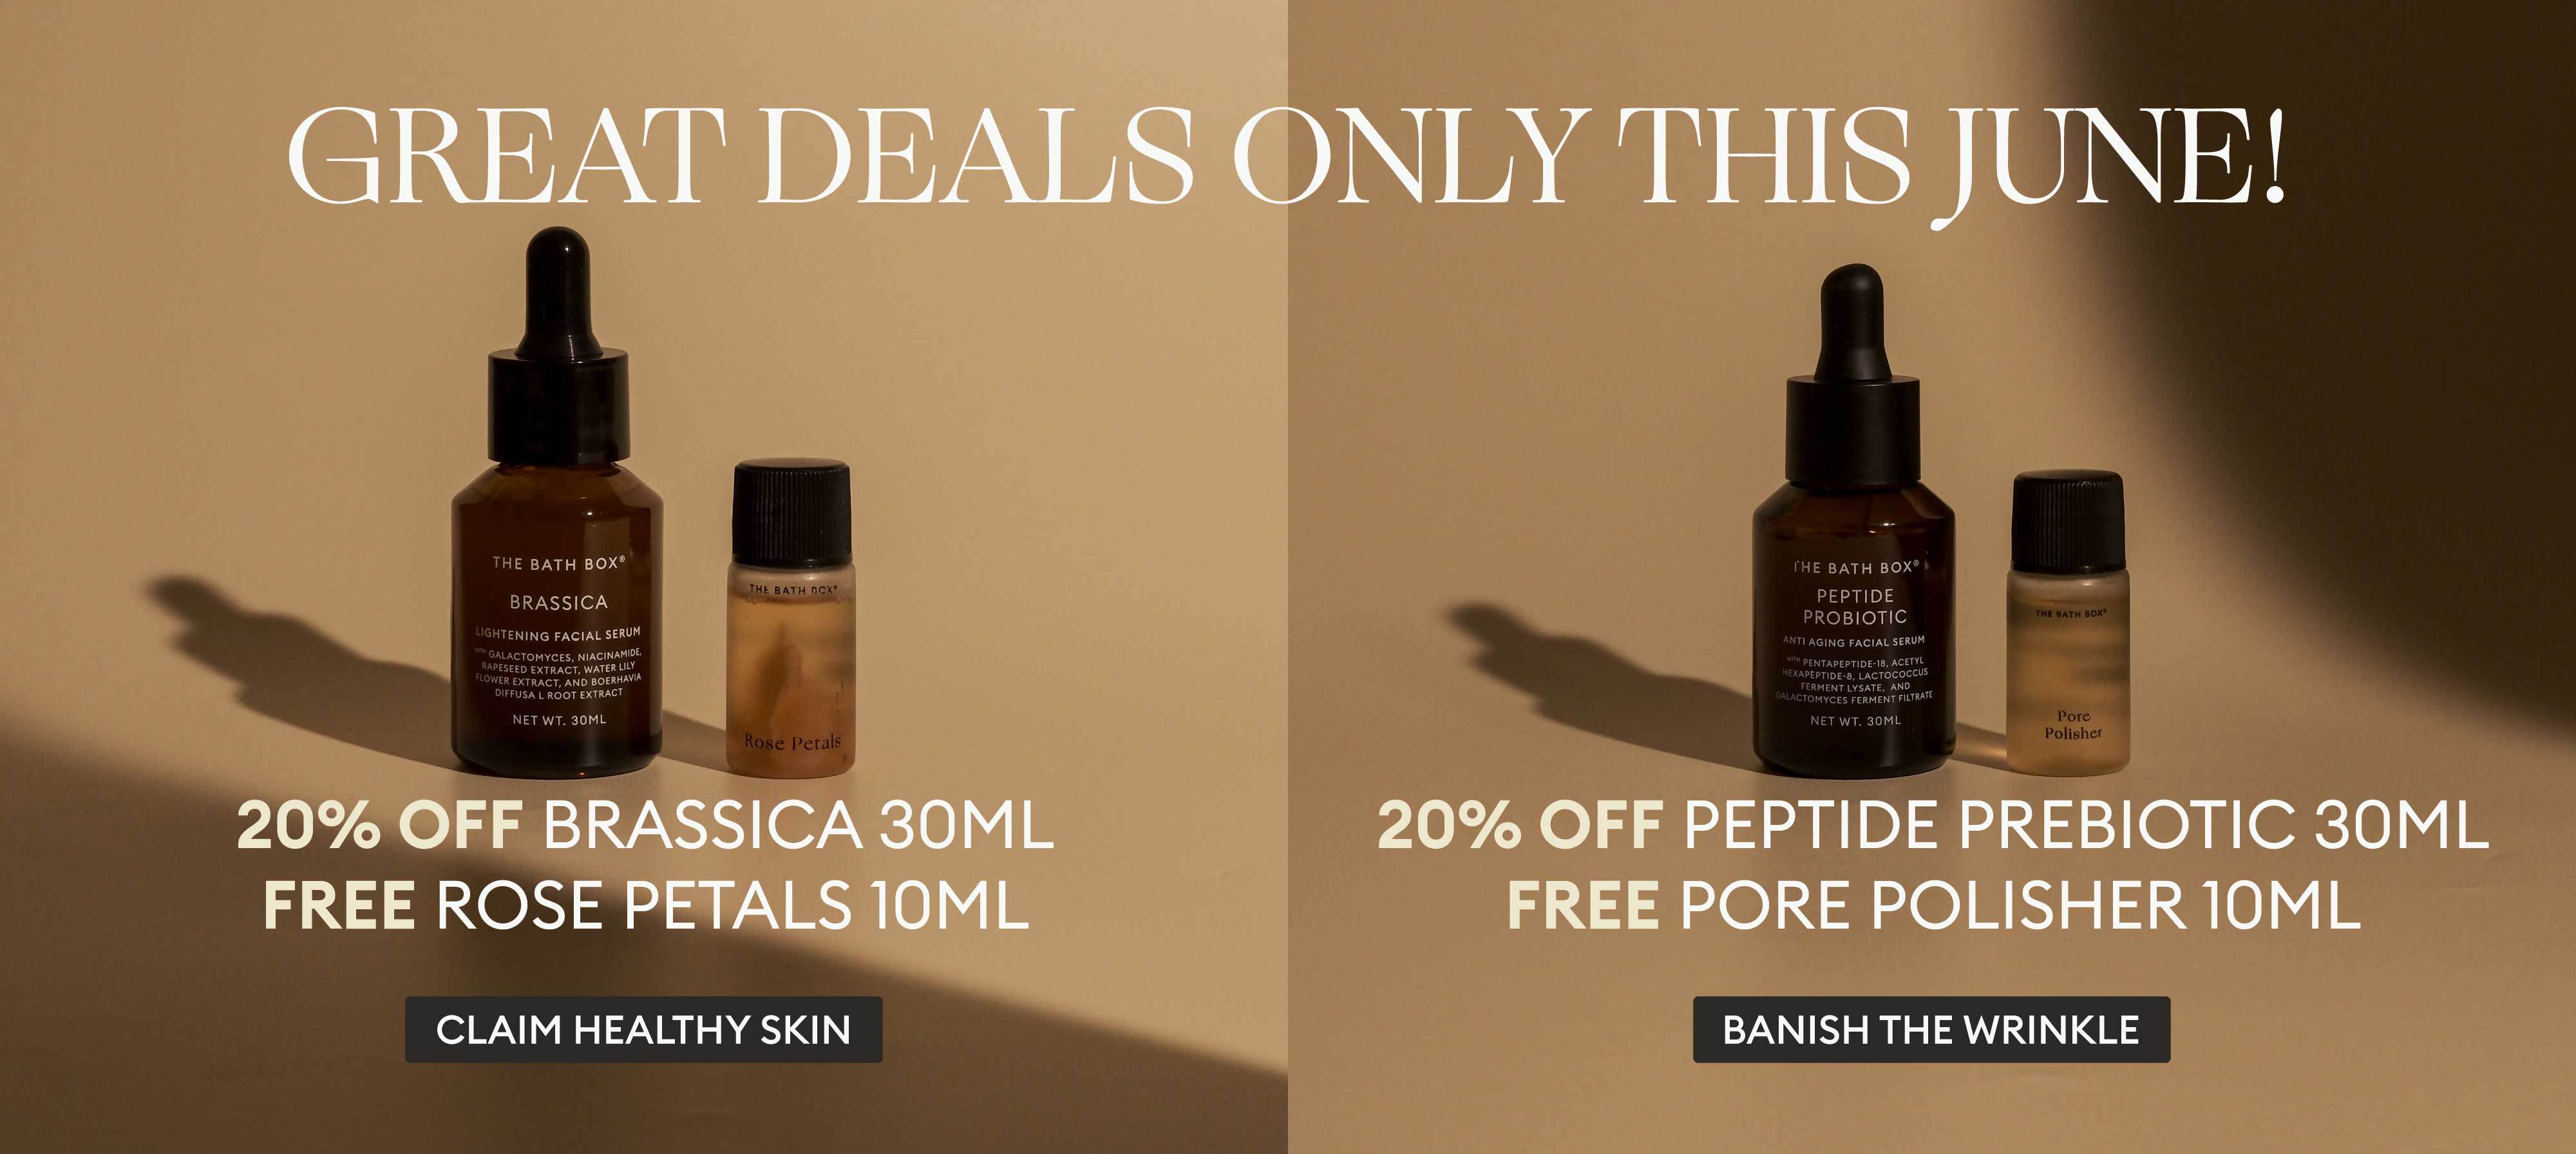 GREAT DEALS ONLY THIS JUNE!
THE BATH BOX®
BRASSICA
LIGHTENING FACIAL SERUM
WITH GALACTOMYCES, NIACINAMIDE,
RAPESEED EXTRACT, WATER LILY
FLOWER EXTRACT, AND BOERHAVIA
DIFFUSA L ROOT EXTRACT
NET WT. 30ML
THE BATH BOX®
Rose Petals
20% OFF BRASSICA 30ML
FREE ROSE PETALS 10ML
CLAIM HEALTHY SKIN
THE BATH BOX®
PEPTIDE
PROBIOTIC
ANTI AGING FACIAL SERUM
WITH PENTAPEPTIDE-18, ACETYL
HEXAPEPTIDE-8, LACTOCOCCUS
FERMENT LYSATE, AND
GALACTOMYCES FERMENT FILTRATE
NET WT. 30ML
THE BATH BOX®
Pore
Polisher
20% OFF PEPTIDE PREBIOTIC 30ML
FREE PORE POLISHER 10ML
BANISH THE WRINKLE